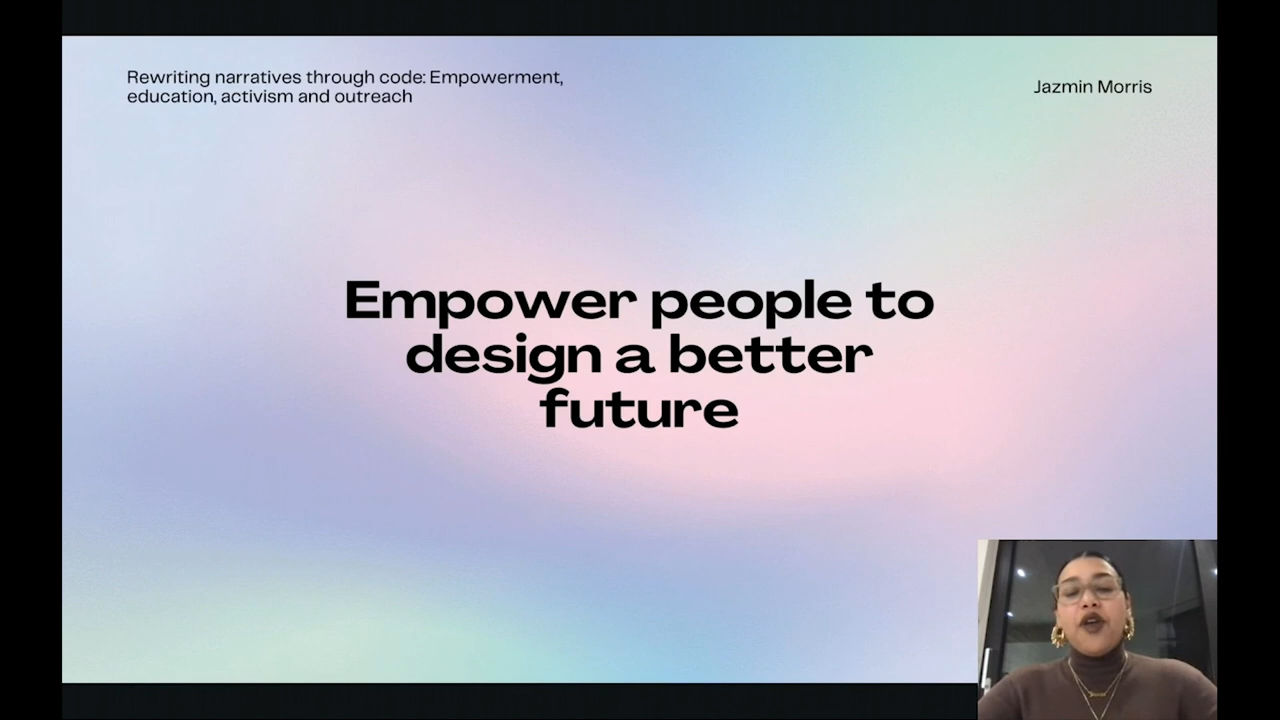 Rewriting narratives through code: Empowerment,
education, activism and outreach
Jazmin Morris
Empower people to
design a better
future